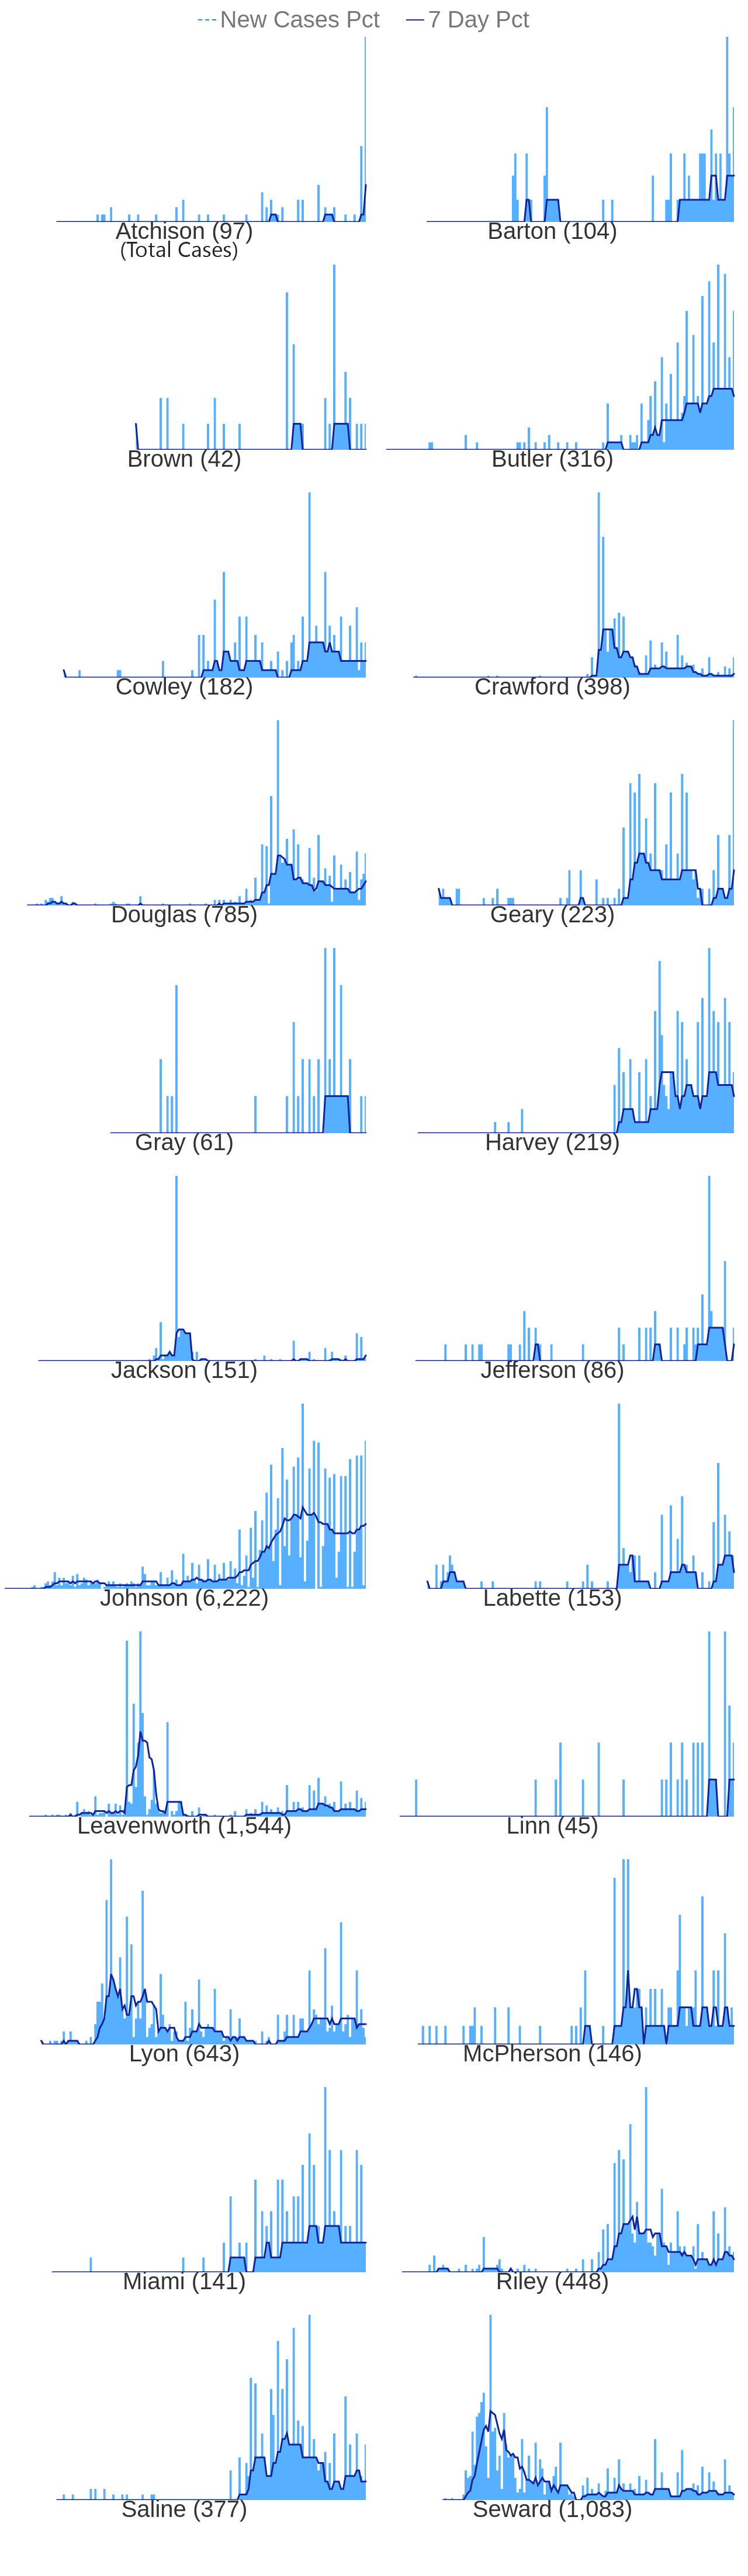 New Cases Pct 7 Day Pct
Atchison (97) Barton (104)
(Total Cases)
Brown (42) Butler (316)
Cowley (182) Crawford (398)
Douglas (785) Geary (223)
Gray (61) Harvey (219)
Jackson (151) Jefferson (86)
Johnson (6,222) Labette (153)
Leavenworth (1,544) Linn (45)
Lyon (643) McPherson (146)
Miami (141) Riley (448)
Saline (377) Seward (1,083)